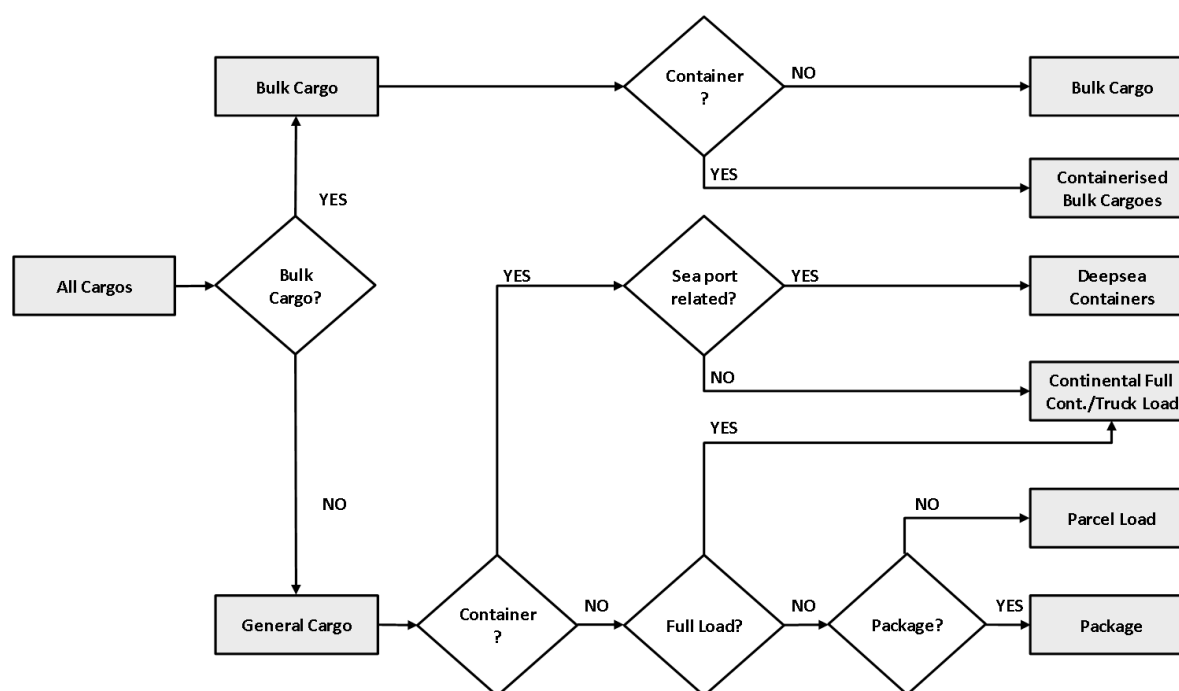 Bulk Cargo
Container
?
NO
Bulk Cargo
YES
YES
Containerised
Bulk Cargoes
All Cargos
Bulk
Cargo?
YES
Sea port
related?
YES
Deepsea
Containers
NO
Continental Full
Cont./Truck Load
YES
NO
NO
Parcel Load
General Cargo
Container
?
NO
Full Load?
NO
Package?
YES
Package